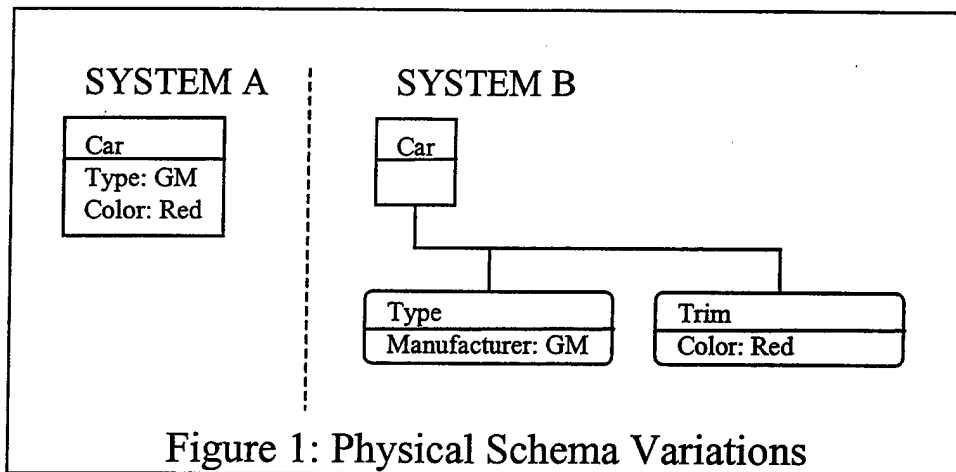 SYSTEM A
SYSTEM B
Car
Type: GM
Color: Red
Car
Type
Manufacturer: GM
Trim
Color: Red
Figure 1: Physical Schema Variations